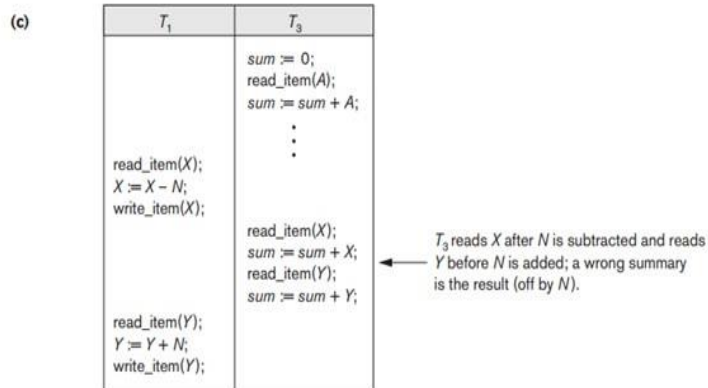 (c)
T₁ T₃
sum := 0;
read_item(A);
sum := sum + A;
read_item(X);
X := X – N;
write_item(X);
read_item(X);
sum := sum + X;
read_item(Y);
sum := sum + Y;
T₃ reads X after N is subtracted and reads
Y before N is added; a wrong summary
is the result (off by N).
read_item(Y);
Y := Y + N;
write_item(Y);